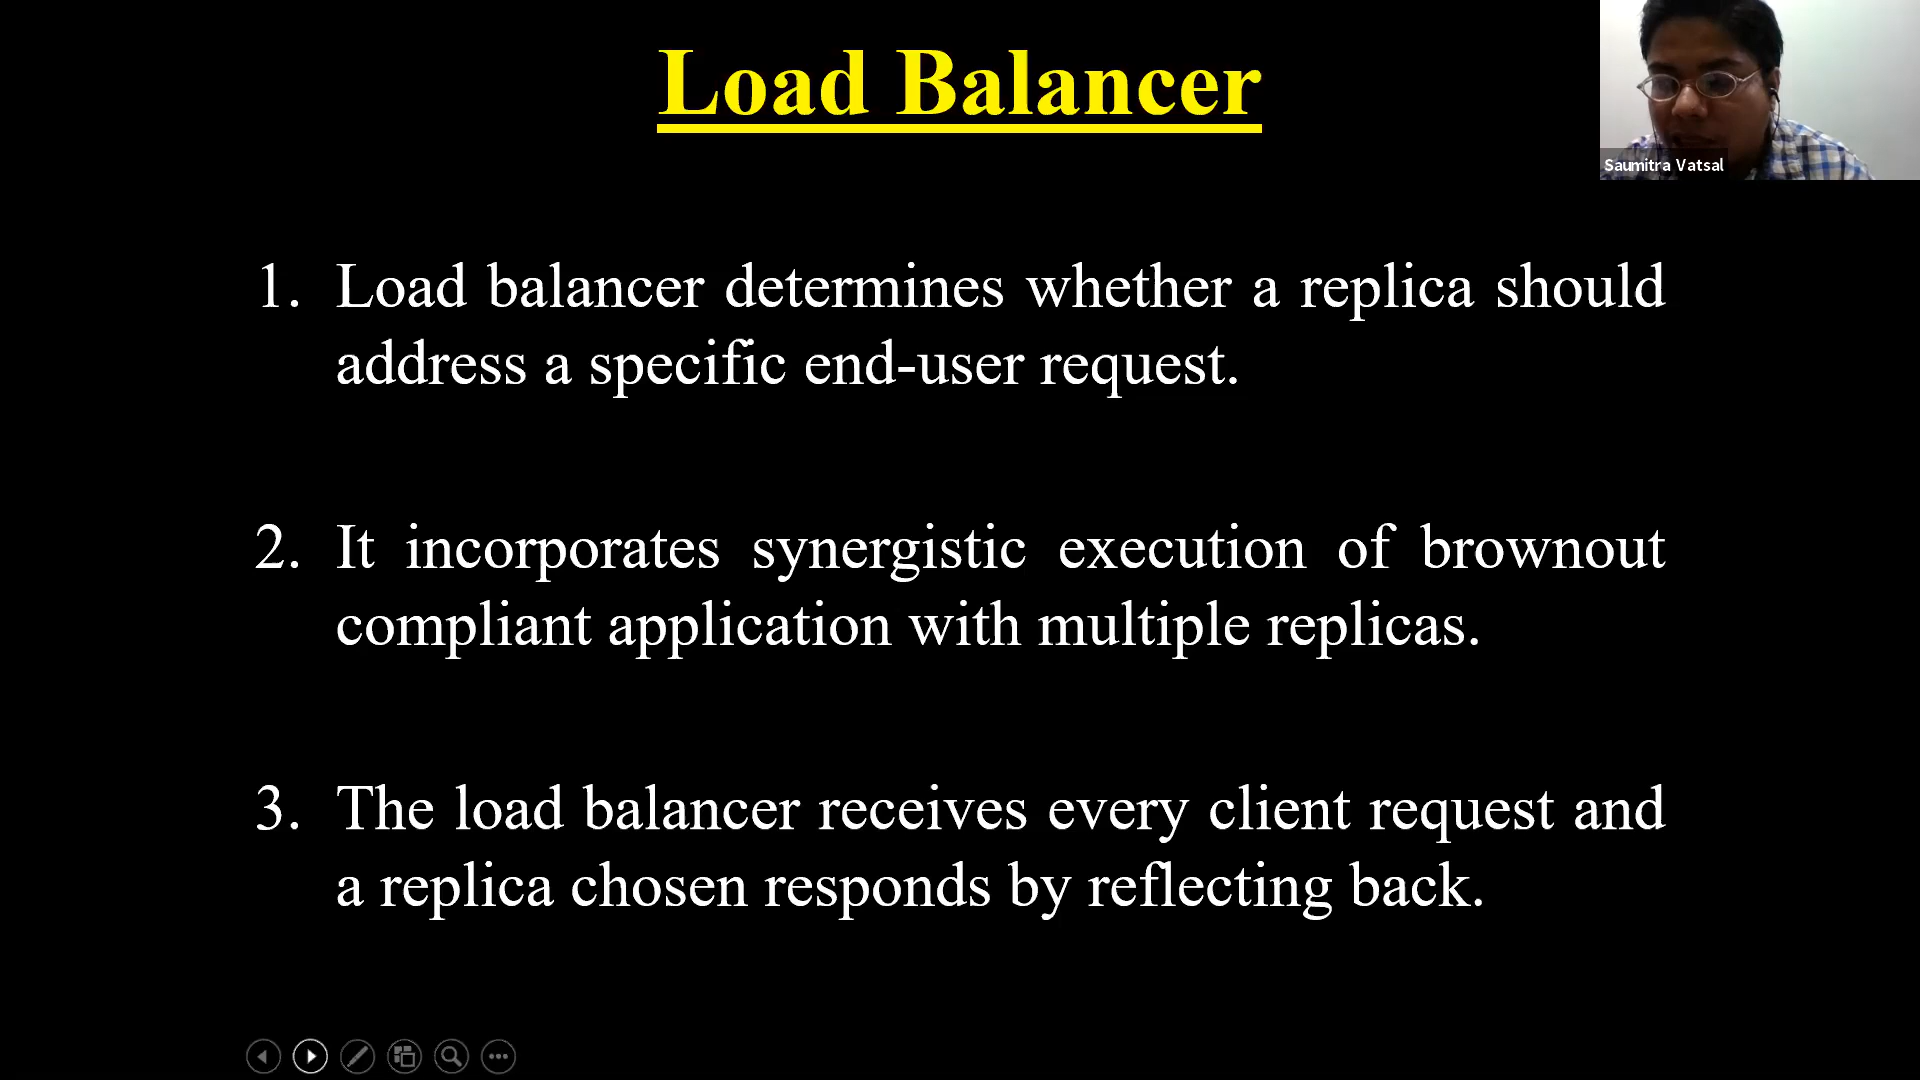 Load Balancer
Saumitra Vatsal
1. Load balancer determines whether a replica should
address a specific end-user request.
2. It incorporates synergistic execution of brownout
compliant application with multiple replicas.
3. The load balancer receives every client request and
a replica chosen responds by reflecting back.